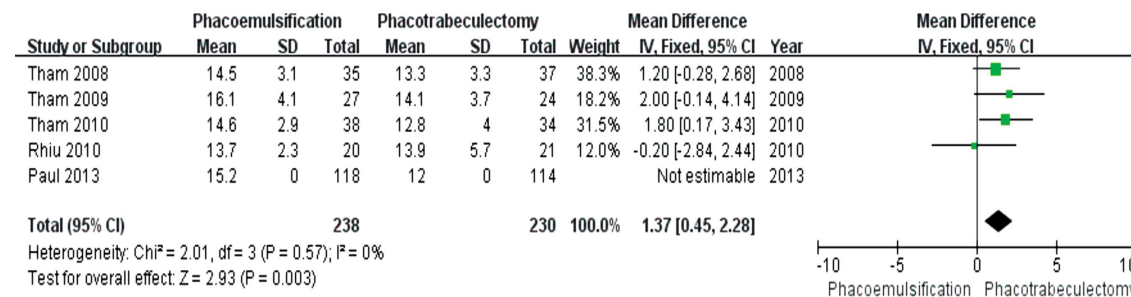 Phacoemulsification Phacotrabeculectomy Mean Difference Mean Difference
Study or Subgroup Mean SD Total Mean SD Total Weight IV, Fixed, 95% CI Year IV, Fixed, 95% CI
Tham 2008 14.5 3.1 35 13.3 3.3 37 38.3% 1.20 [-0.28, 2.68] 2008
Tham 2009 16.1 4.1 27 14.1 3.7 24 18.2% 2.00 [-0.14, 4.14] 2009
Tham 2010 14.6 2.9 38 12.8 4 34 31.5% 1.80 [0.17, 3.43] 2010
Rhiu 2010 13.7 2.3 20 13.9 5.7 21 12.0% -0.20 [-2.84, 2.44] 2010
Paul 2013 15.2 0 118 12 0 114 Not estimable 2013
Total (95% CI) 238 230 100.0% 1.37 [0.45, 2.28]
Heterogeneity: Chi² = 2.01, df = 3 (P = 0.57); I² = 0%
Test for overall effect: Z = 2.93 (P = 0.003)
-10 -5 0 5 10
Phacoemulsification Phacotrabeculectomy